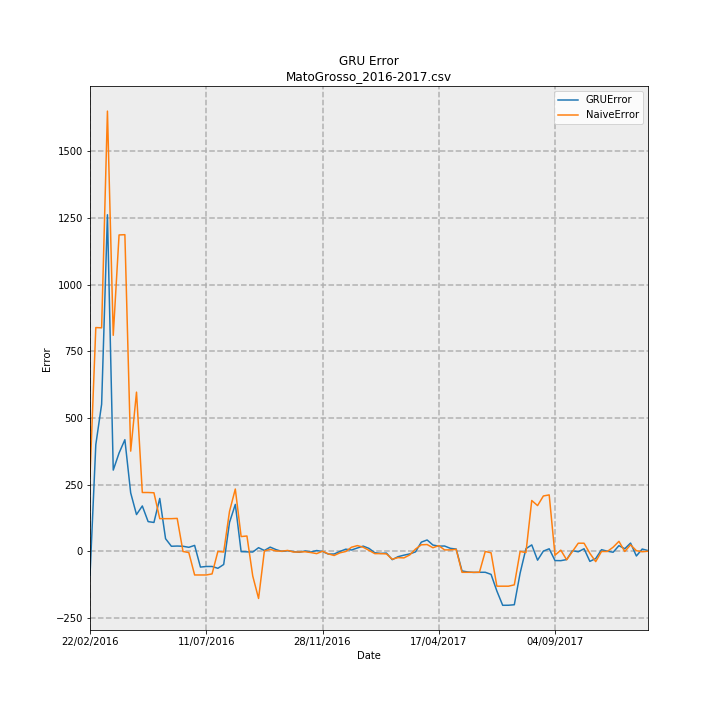 GRU Error
MatoGrosso_2016-2017.csv
GRUError
NaiveError
1500
1250
1000
750
500
250
0
−250
Error
22/02/2016
11/07/2016
28/11/2016
17/04/2017
04/09/2017
Date